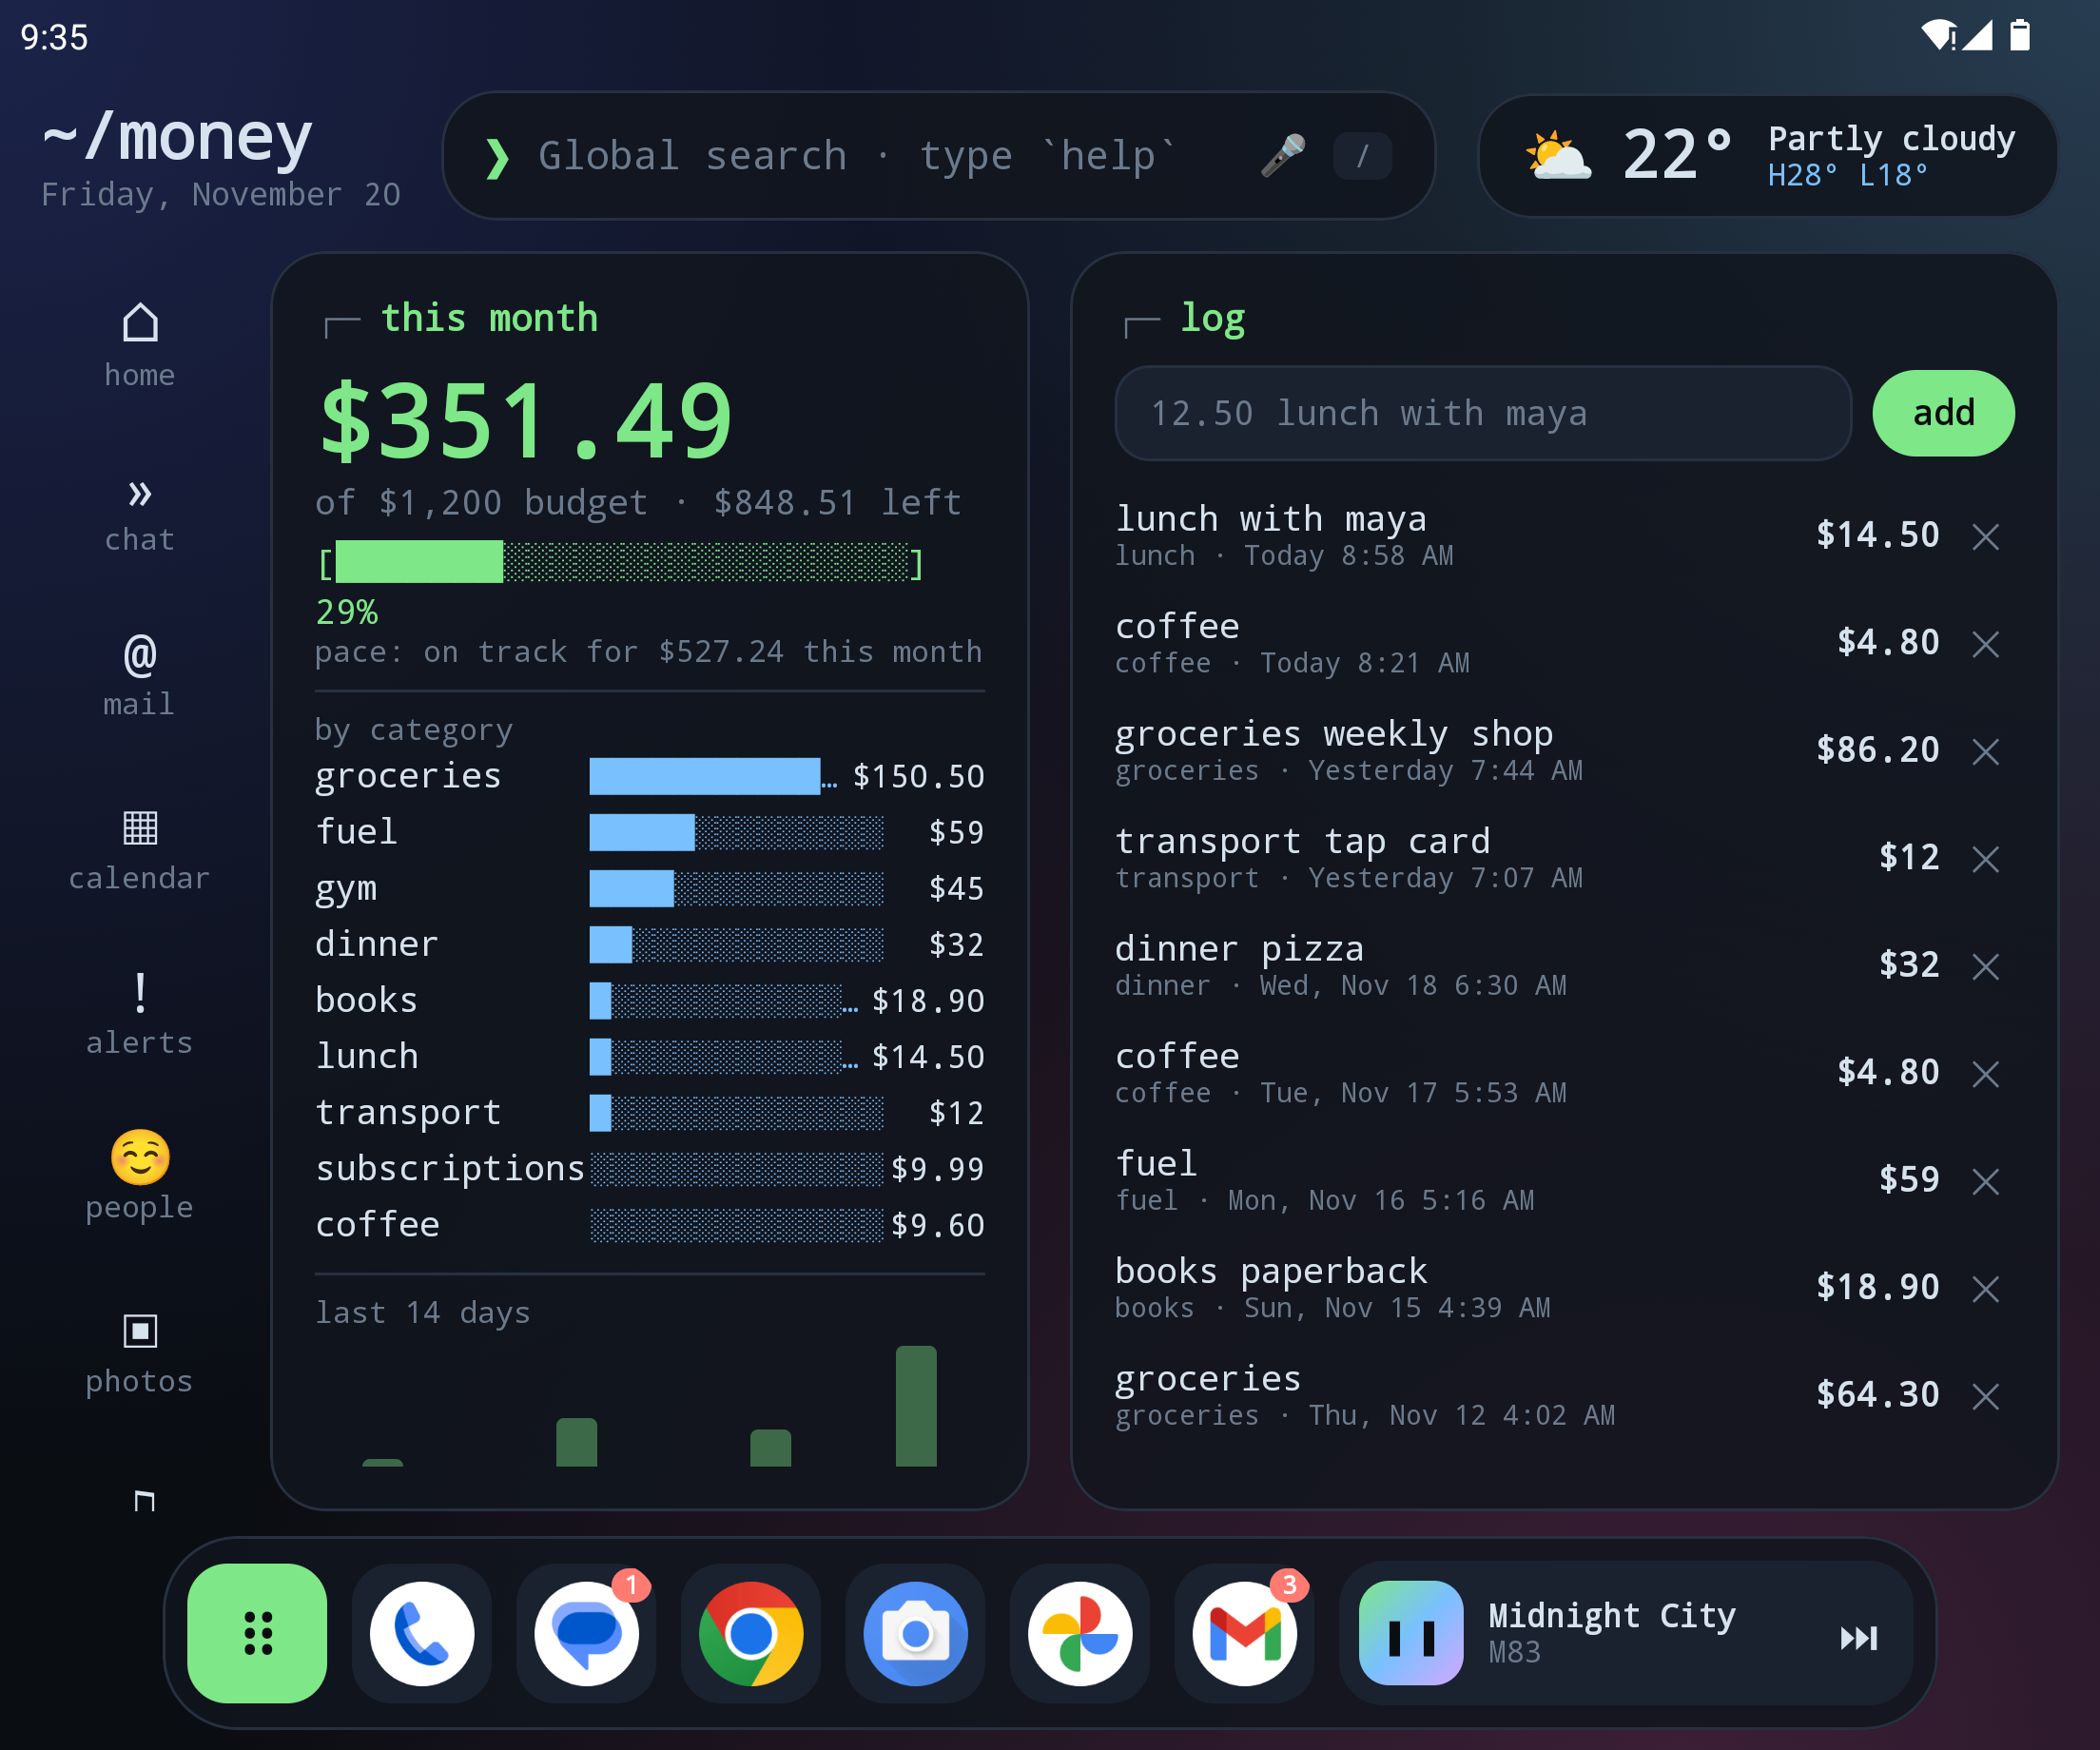 9:35
~/money
Friday, November 20
❯ Global search · type `help` /
22° Partly cloudy
H28° L18°
home
chat
@
mail
calendar
!
alerts
people
photos
this month
$351.49
of $1,200 budget · $848.51 left
[████████░░░░░░░░░░░░░░░░░░░░]
29%
pace: on track for $527.24 this month
by category
groceries … $150.50
fuel $59
gym $45
dinner $32
books … $18.90
lunch … $14.50
transport $12
subscriptions $9.99
coffee $9.60
last 14 days
log
12.50 lunch with maya add
lunch with maya $14.50
lunch · Today 8:58 AM
coffee $4.80
coffee · Today 8:21 AM
groceries weekly shop $86.20
groceries · Yesterday 7:44 AM
transport tap card $12
transport · Yesterday 7:07 AM
dinner pizza $32
dinner · Wed, Nov 18 6:30 AM
coffee $4.80
coffee · Tue, Nov 17 5:53 AM
fuel $59
fuel · Mon, Nov 16 5:16 AM
books paperback $18.90
books · Sun, Nov 15 4:39 AM
groceries $64.30
groceries · Thu, Nov 12 4:02 AM
1
3
Midnight City
M83